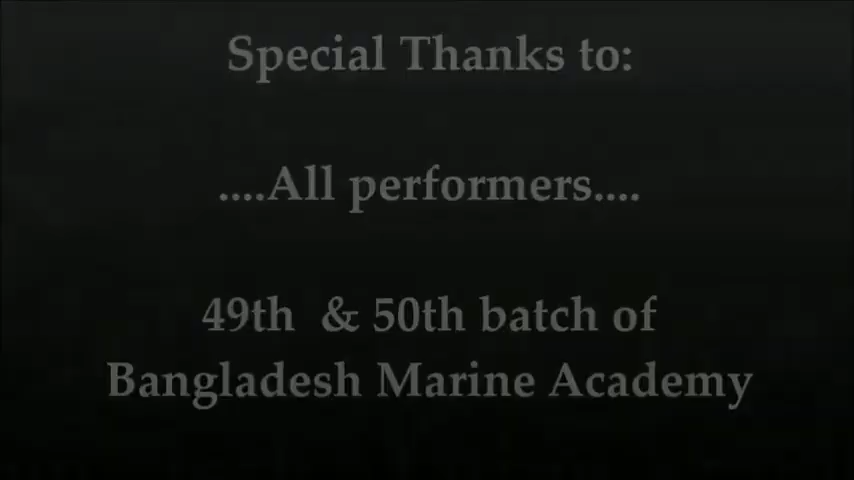 Special Thanks to:
....All performers....
49th & 50th batch of
Bangladesh Marine Academy